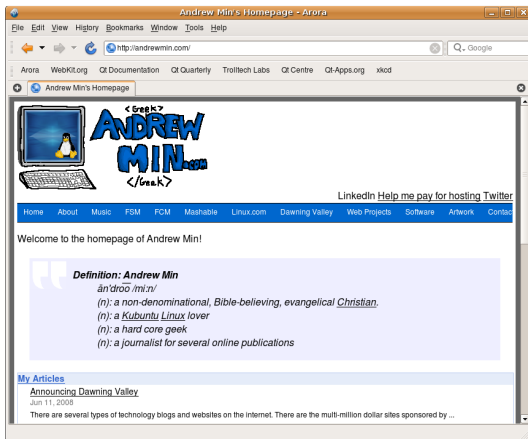 Andrew Min's Homepage - Arora
File Edit View History Bookmarks Window Tools Help
http://andrewmin.com/ Google
Arora WebKit.org Qt Documentation Qt Quarterly Trolltech Labs Qt Centre Qt-Apps.org xkcd
Andrew Min's Homepage
<Geek>
ANDREW
MIN.com
</Geek>
LinkedIn Help me pay for hosting Twitter
Home About Music FSM FCM Mashable Linux.com Dawning Valley Web Projects Software Artwork Contac
Welcome to the homepage of Andrew Min!
Definition: Andrew Min
ăn'dro͞o /mi:n/
(n): a non-denominational, Bible-believing, evangelical Christian.
(n): a Kubuntu Linux lover
(n): a hard core geek
(n): a journalist for several online publications
My Articles
Announcing Dawning Valley
Jun 11, 2008
There are several types of technology blogs and websites on the internet. There are the multi-million dollar sites sponsored by ...